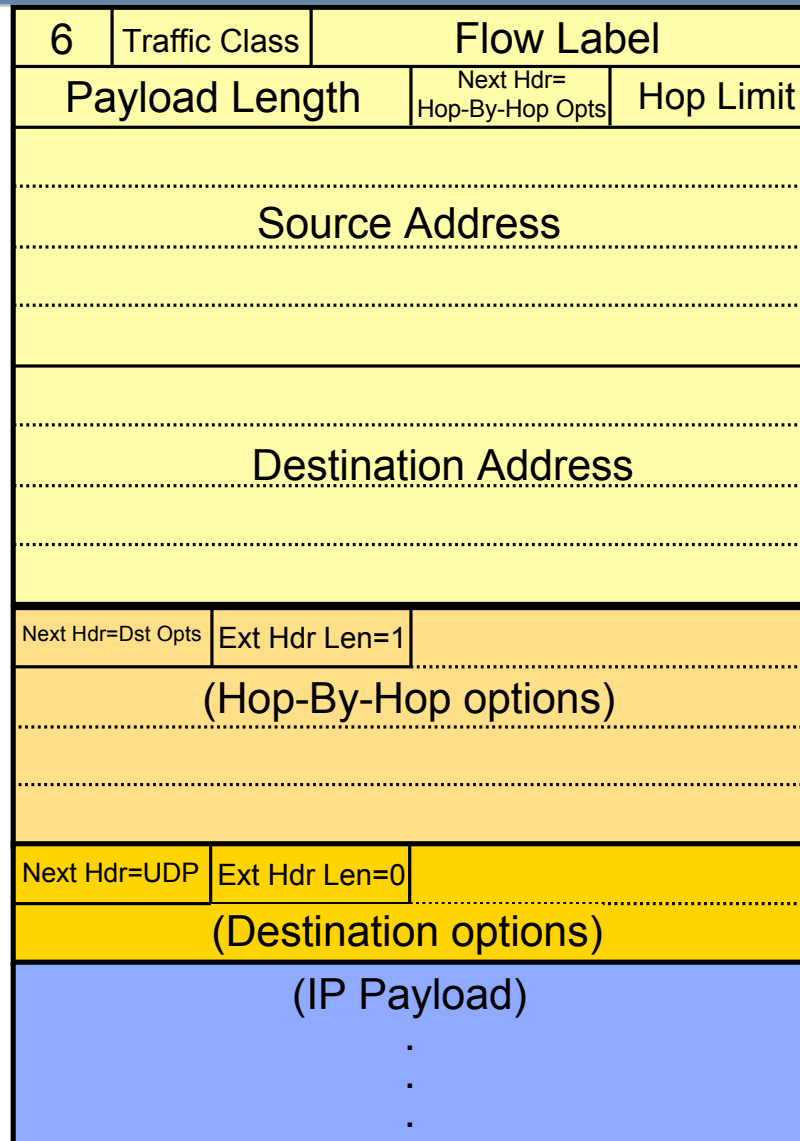 6 Traffic Class Flow Label
Payload Length Next Hdr= Hop-By-Hop Opts Hop Limit
Source Address
Destination Address
Next Hdr=Dst Opts Ext Hdr Len=1
(Hop-By-Hop options)
Next Hdr=UDP Ext Hdr Len=0
(Destination options)
(IP Payload)
.
.
.